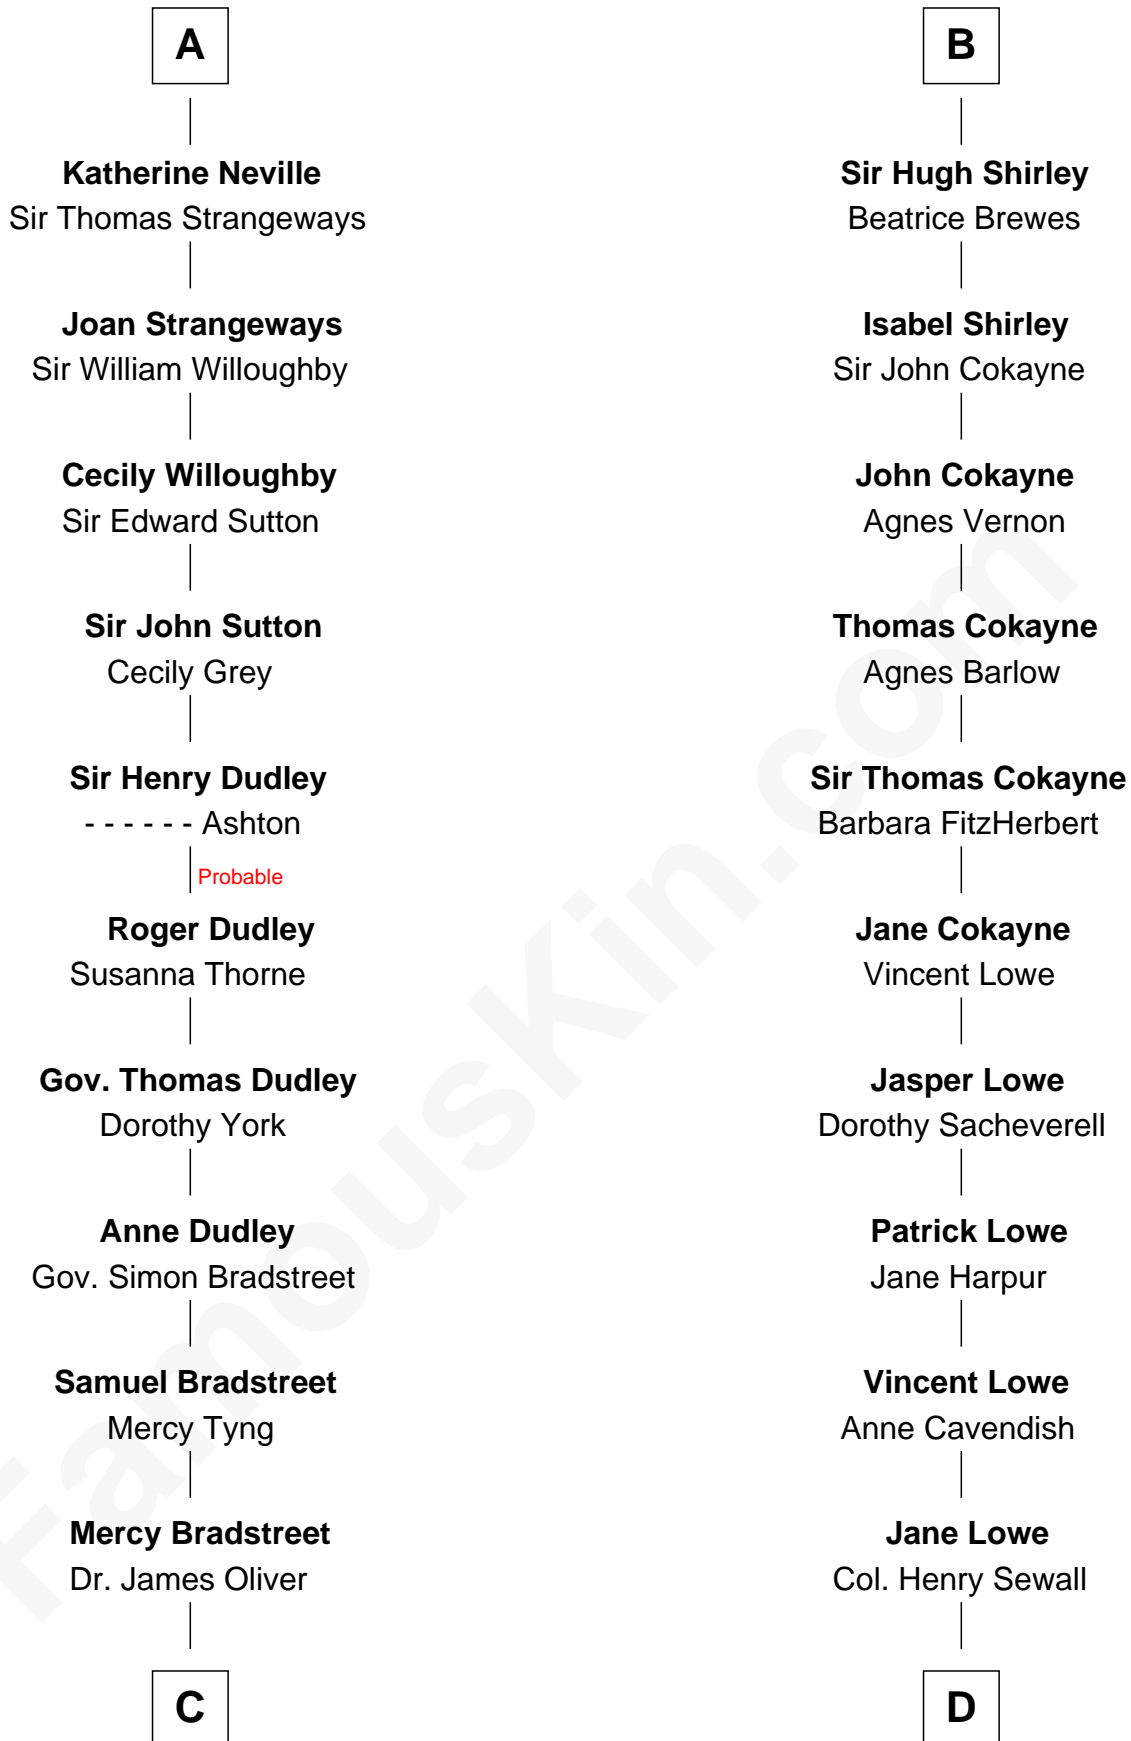 A
Katherine Neville
Sir Thomas Strangeways
Joan Strangeways
Sir William Willoughby
Cecily Willoughby
Sir Edward Sutton
Sir John Sutton
Cecily Grey
Sir Henry Dudley
- - - - - - Ashton
Probable
Roger Dudley
Susanna Thorne
Gov. Thomas Dudley
Dorothy York
Anne Dudley
Gov. Simon Bradstreet
Samuel Bradstreet
Mercy Tyng
Mercy Bradstreet
Dr. James Oliver
C
B
Sir Hugh Shirley
Beatrice Brewes
Isabel Shirley
Sir John Cokayne
John Cokayne
Agnes Vernon
Thomas Cokayne
Agnes Barlow
Sir Thomas Cokayne
Barbara FitzHerbert
Jane Cokayne
Vincent Lowe
Jasper Lowe
Dorothy Sacheverell
Patrick Lowe
Jane Harpur
Vincent Lowe
Anne Cavendish
Jane Lowe
Col. Henry Sewall
D
FamousKin.com